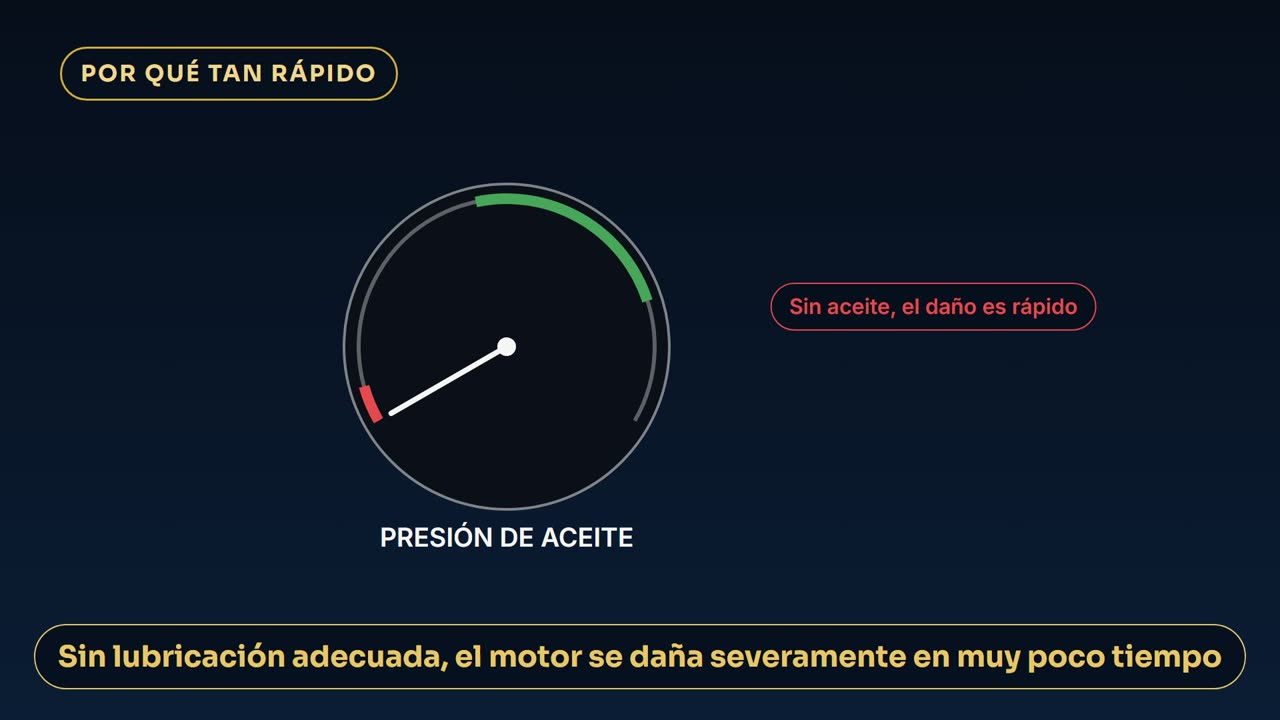 POR QUÉ TAN RÁPIDO
Sin aceite, el daño es rápido
PRESIÓN DE ACEITE
Sin lubricación adecuada, el motor se daña severamente en muy poco tiempo